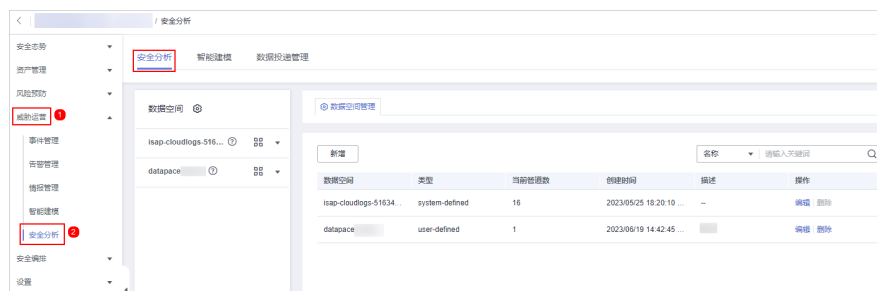 / 安全分析
安全态势
资产管理
风险预防
威胁运营 1
事件管理
告警管理
情报管理
智能建模
安全分析 2
安全编排
设置
安全分析 智能建模 数据投递管理
数据空间
isap-cloudlogs-516...
datapace
数据空间管理
新增
名称 请输入关键词
数据空间 类型 当前管道数 创建时间 描述 操作
isap-cloudlogs-51634... system-defined 16 2023/05/25 18:20:10 ... -- 编辑 删除
datapace user-defined 1 2023/06/19 14:42:45 ... 编辑 删除